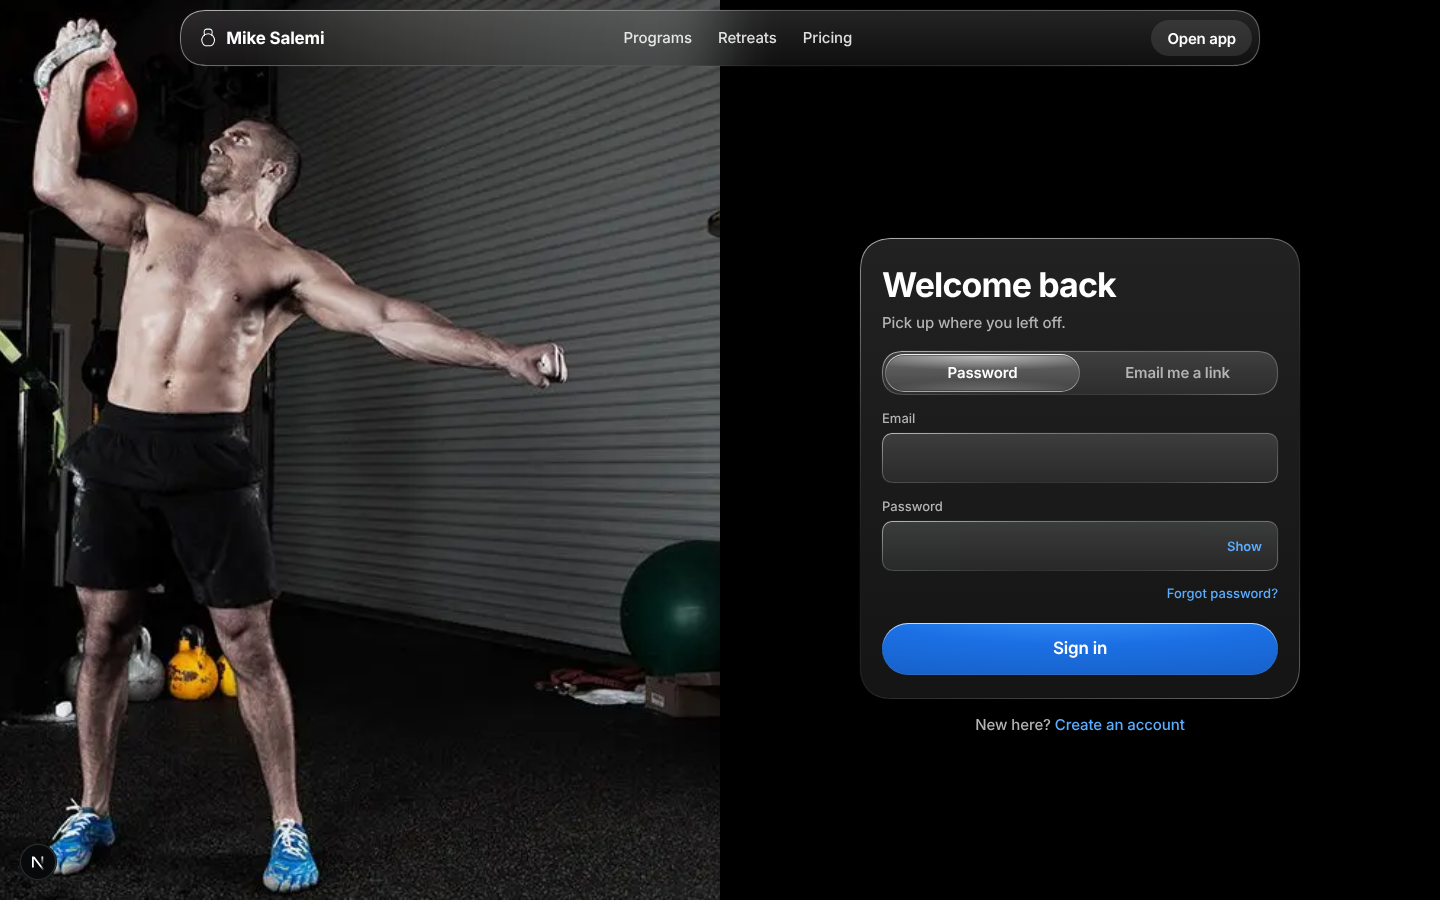 Mike Salemi
Programs
Retreats
Pricing
Open app
Welcome back
Pick up where you left off.
Password
Email me a link
Email
Password
Show
Forgot password?
Sign in
New here? Create an account
N